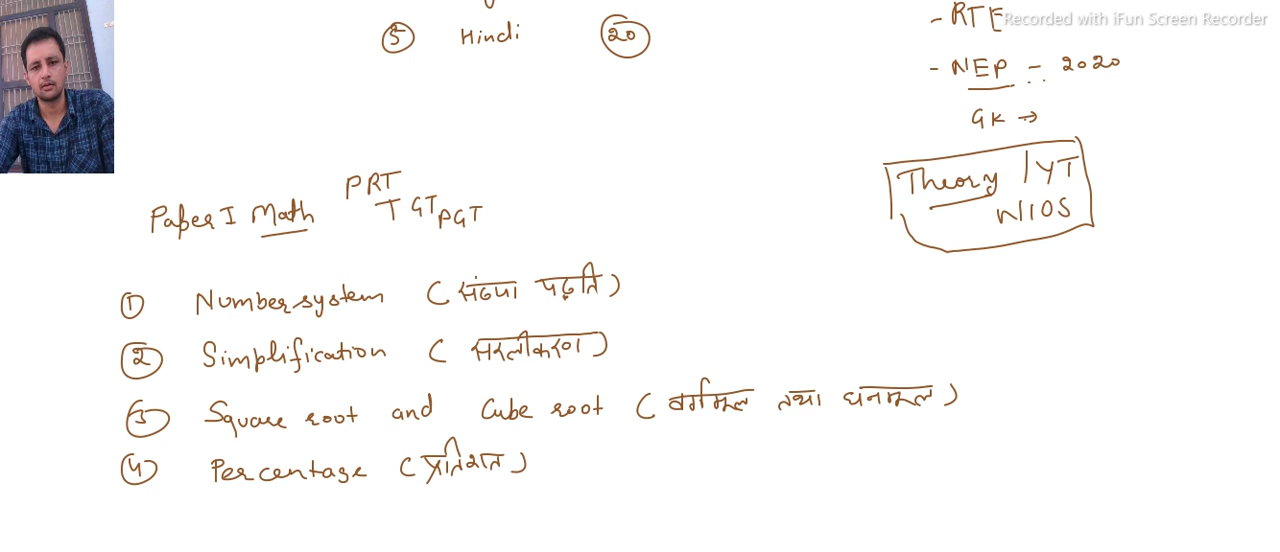 ⑤ Hindi ⑳
- RTE
Recorded with iFun Screen Recorder
- NEP - 2020
GK →
Theory / YT
NIOS
Paper I Math PRT
TGT PGT
① Number system ( संख्या पद्धति )
② Simplification ( सरलीकरण )
③ Square root and Cube root ( वर्गमूल तथा घनमूल )
④ Percentage ( प्रतिशत )